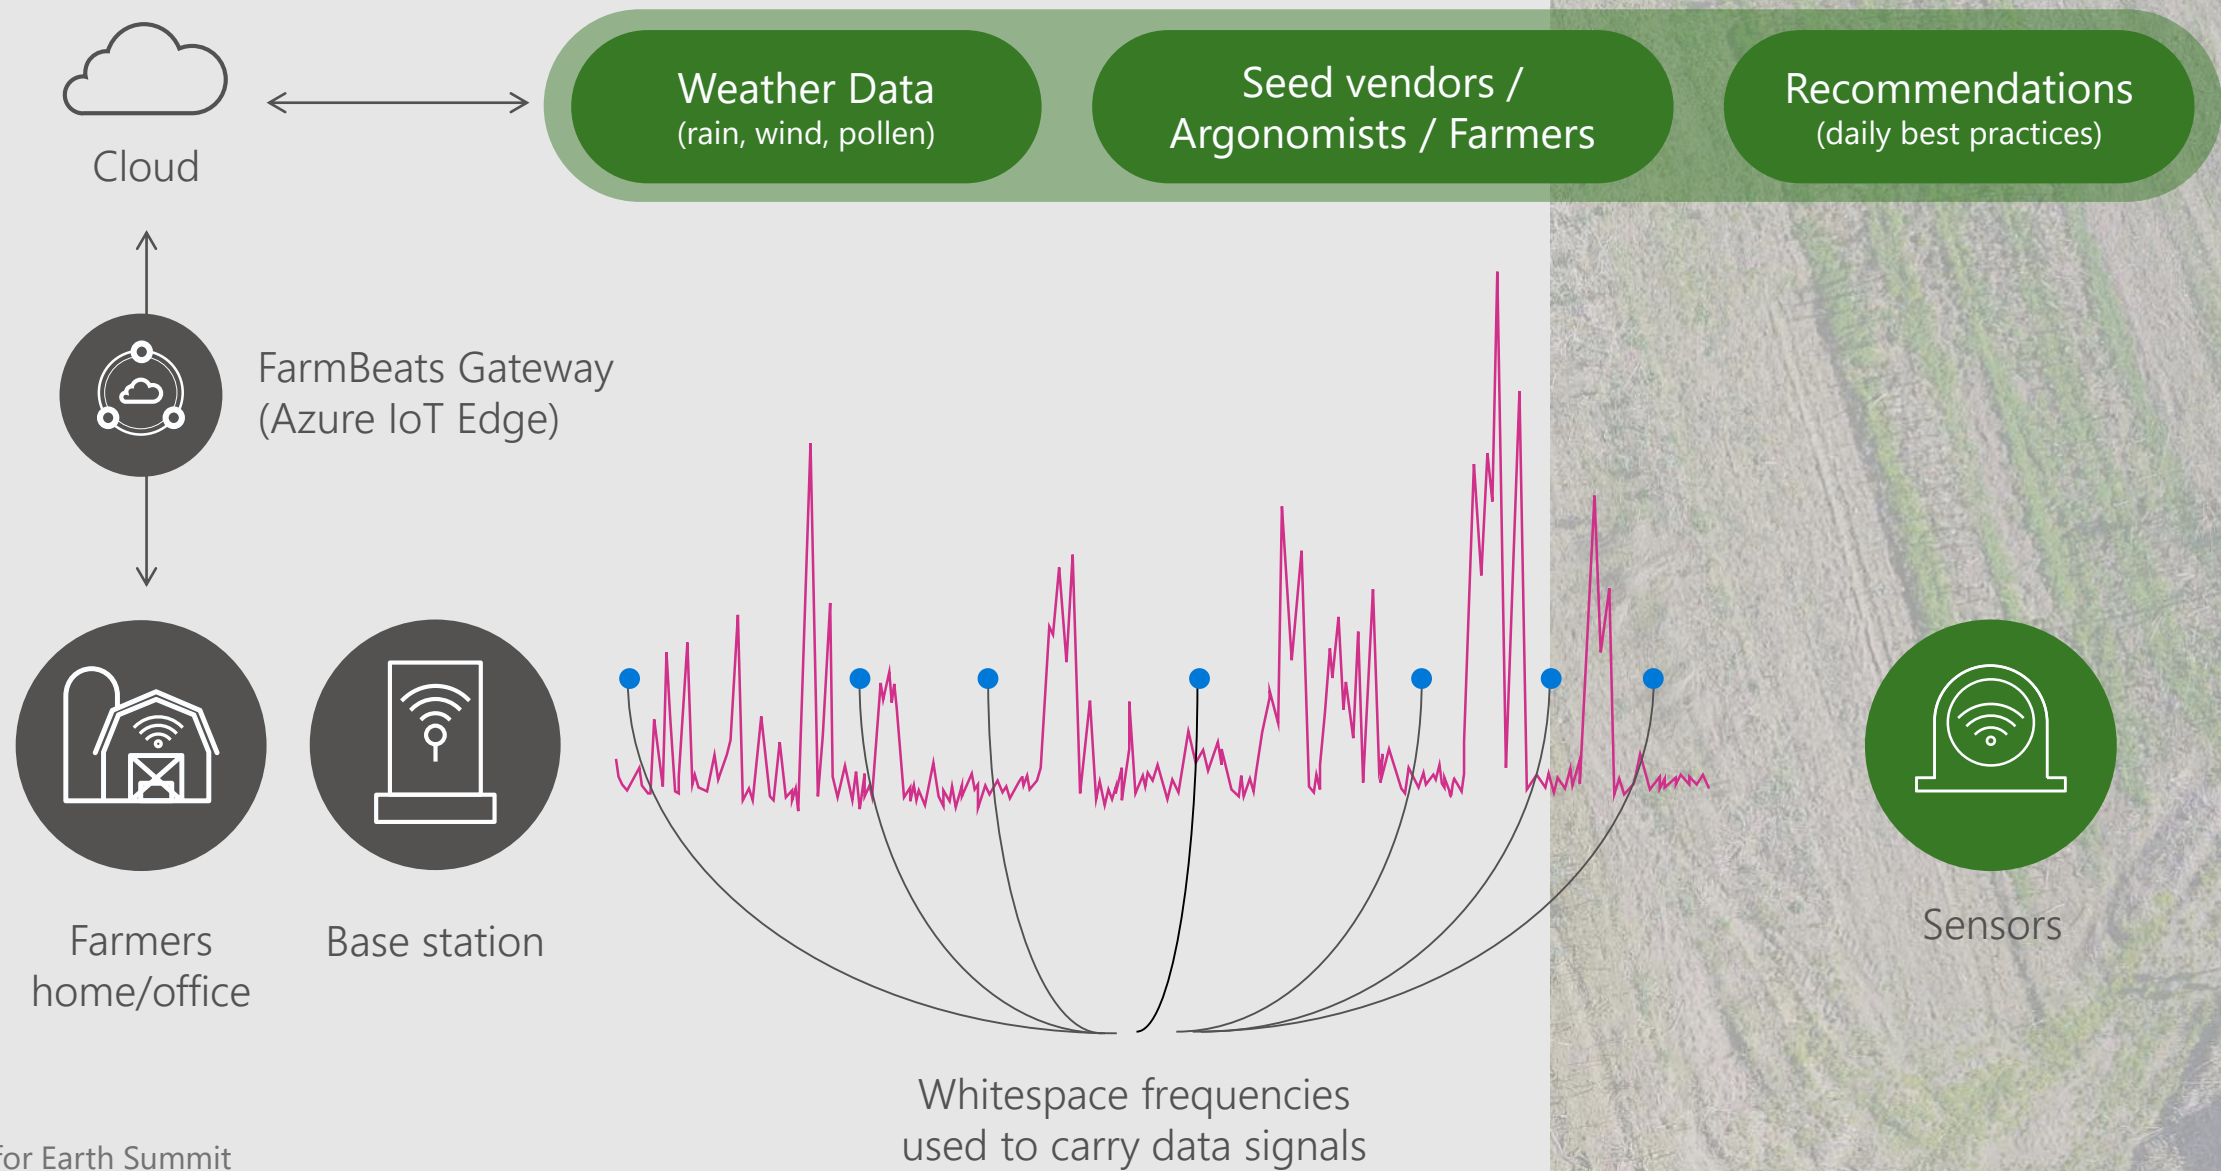 Weather Data
(rain, wind, pollen)
Seed vendors /
Argonomists / Farmers
Recommendations
(daily best practices)
Cloud
FarmBeats Gateway
(Azure IoT Edge)
Farmers
home/office
Base station
Sensors
Whitespace frequencies
used to carry data signals
for Earth Summit